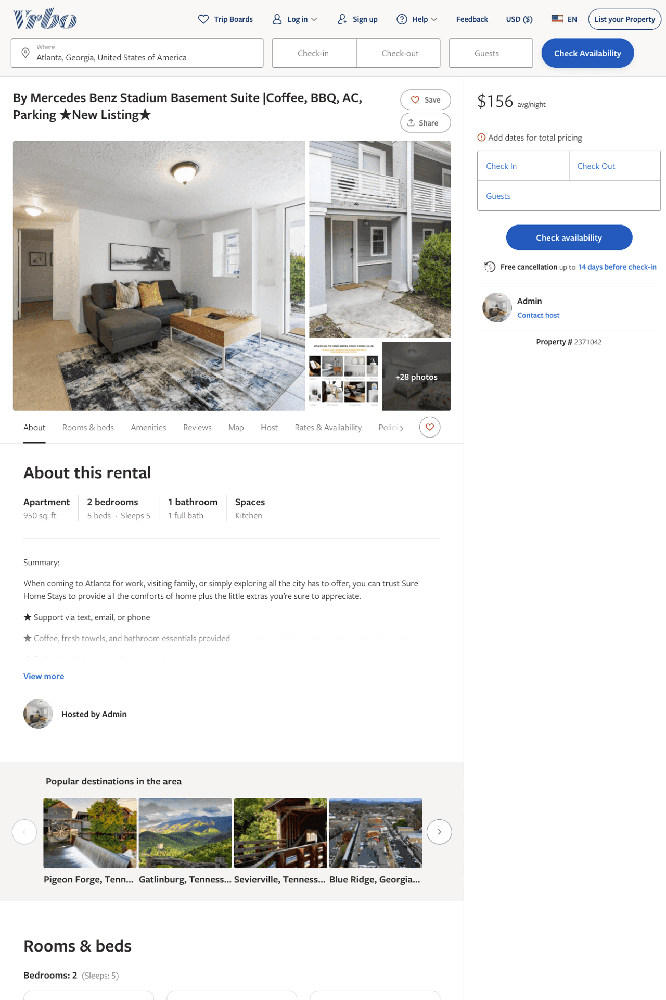 Vrbo
Trip Boards
Log in
Sign up
Help
Feedback
USD ($)
EN
List your Property
Where
Atlanta, Georgia, United States of America
Check-in
Check-out
Guests
Check Availability
By Mercedes Benz Stadium Basement Suite |Coffee, BBQ, AC,
Parking ★New Listing★
Save
Share
$156 avg/night
Add dates for total pricing
Check In
Check Out
Guests
Check availability
Free cancellation up to 14 days before check-in
Admin
Contact host
Property # 2371042
WELCOME TO YOUR HOME AWAY FROM HOME
+28 photos
About
Rooms & beds
Amenities
Reviews
Map
Host
Rates & Availability
Polici
About this rental
Apartment
950 sq. ft
2 bedrooms
5 beds · Sleeps 5
1 bathroom
1 full bath
Spaces
Kitchen
Summary:
When coming to Atlanta for work, visiting family, or simply exploring all the city has to offer, you can trust Sure
Home Stays to provide all the comforts of home plus the little extras you’re sure to appreciate.
★ Support via text, email, or phone
★ Coffee, fresh towels, and bathroom essentials provided
View more
Hosted by Admin
Popular destinations in the area
Pigeon Forge, Tenn...
Gatlinburg, Tenness...
Sevierville, Tenness...
Blue Ridge, Georgia...
Rooms & beds
Bedrooms: 2 (Sleeps: 5)